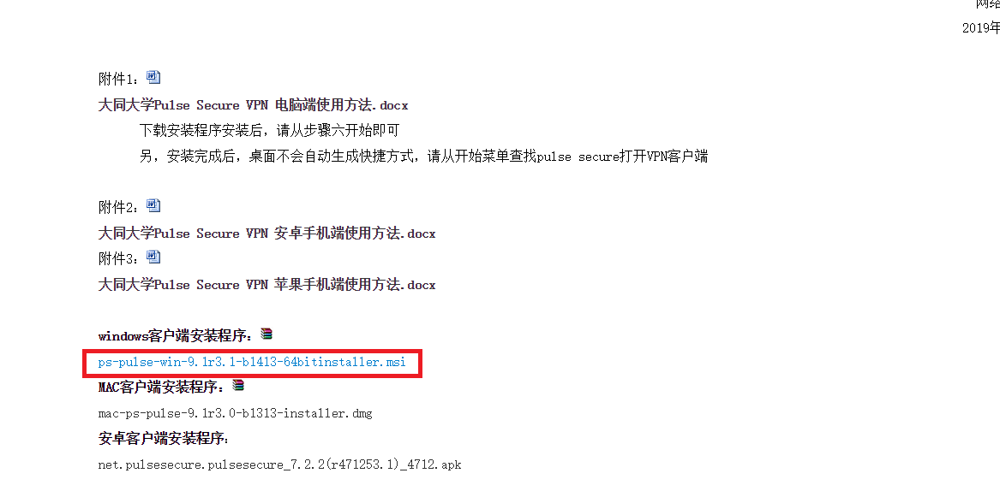 网络
2019年
附件1：
大同大学Pulse Secure VPN 电脑端使用方法.docx
下载安装程序安装后，请从步骤六开始即可
另，安装完成后，桌面不会自动生成快捷方式，请从开始菜单查找pulse secure打开VPN客户端
附件2：
大同大学Pulse Secure VPN 安卓手机端使用方法.docx
附件3：
大同大学Pulse Secure VPN 苹果手机端使用方法.docx
windows客户端安装程序：
ps-pulse-win-9.1r3.1-b1413-64bitinstaller.msi
MAC客户端安装程序：
mac-ps-pulse-9.1r3.0-b1313-installer.dmg
安卓客户端安装程序：
net.pulsesecure.pulsesecure_7.2.2(r471253.1)_4712.apk